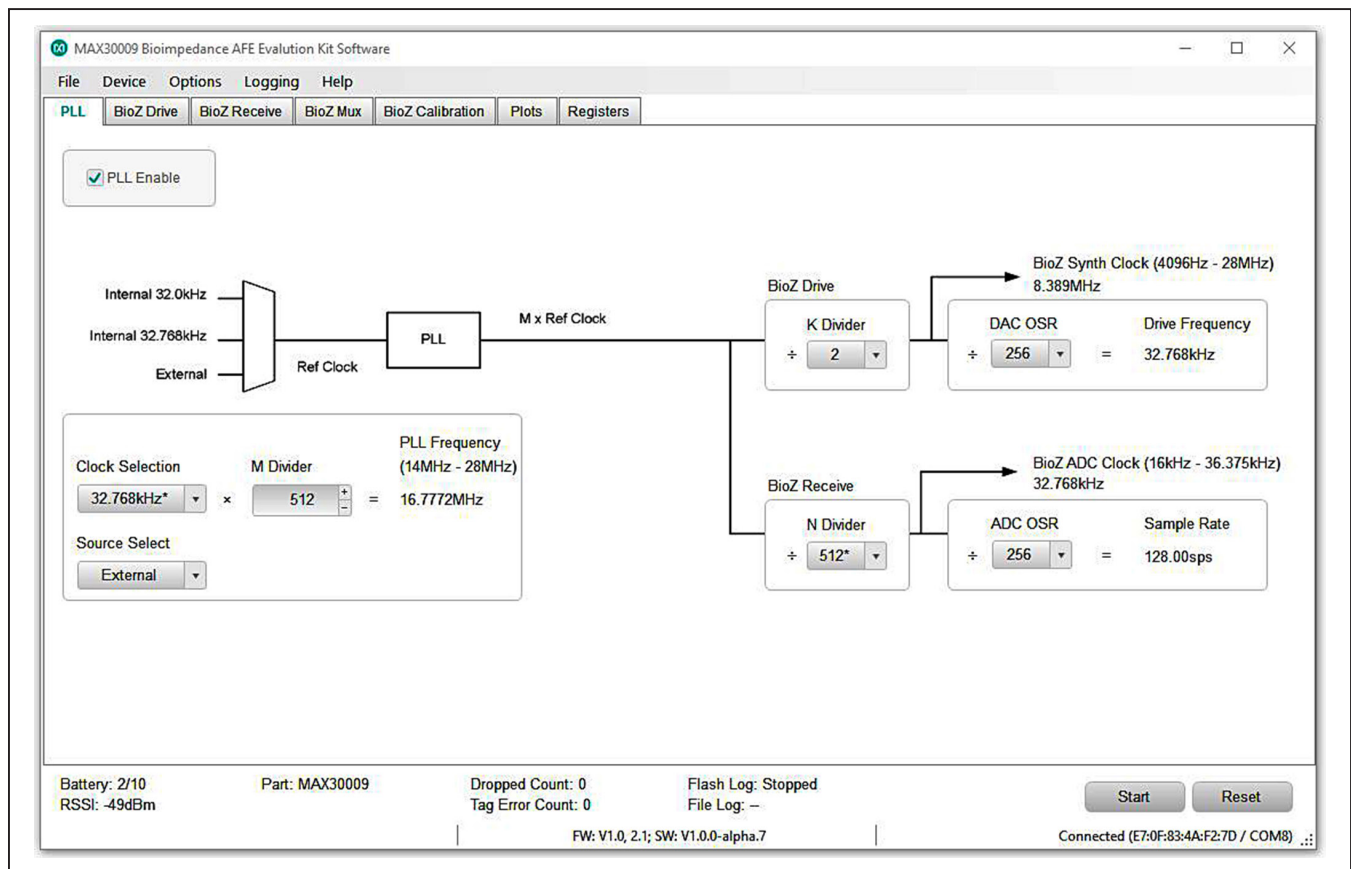 MAX30009 Bioimpedance AFE Evalution Kit Software
File Device Options Logging Help
PLL BioZ Drive BioZ Receive BioZ Mux BioZ Calibration Plots Registers
PLL Enable
Internal 32.0kHz
Internal 32.768kHz
External
Ref Clock
PLL
M x Ref Clock
BioZ Drive
K Divider
÷ 2
BioZ Synth Clock (4096Hz - 28MHz)
8.389MHz
DAC OSR Drive Frequency
÷ 256 = 32.768kHz
Clock Selection M Divider PLL Frequency
(14MHz - 28MHz)
32.768kHz* × 512 + - = 16.7772MHz
Source Select
External
BioZ Receive
N Divider
÷ 512*
BioZ ADC Clock (16kHz - 36.375kHz)
32.768kHz
ADC OSR Sample Rate
÷ 256 = 128.00sps
Battery: 2/10 Part: MAX30009 Dropped Count: 0 Flash Log: Stopped
RSSI: -49dBm Tag Error Count: 0 File Log: --
Start Reset
FW: V1.0, 2.1; SW: V1.0.0-alpha.7 Connected (E7:0F:83:4A:F2:7D / COM8)